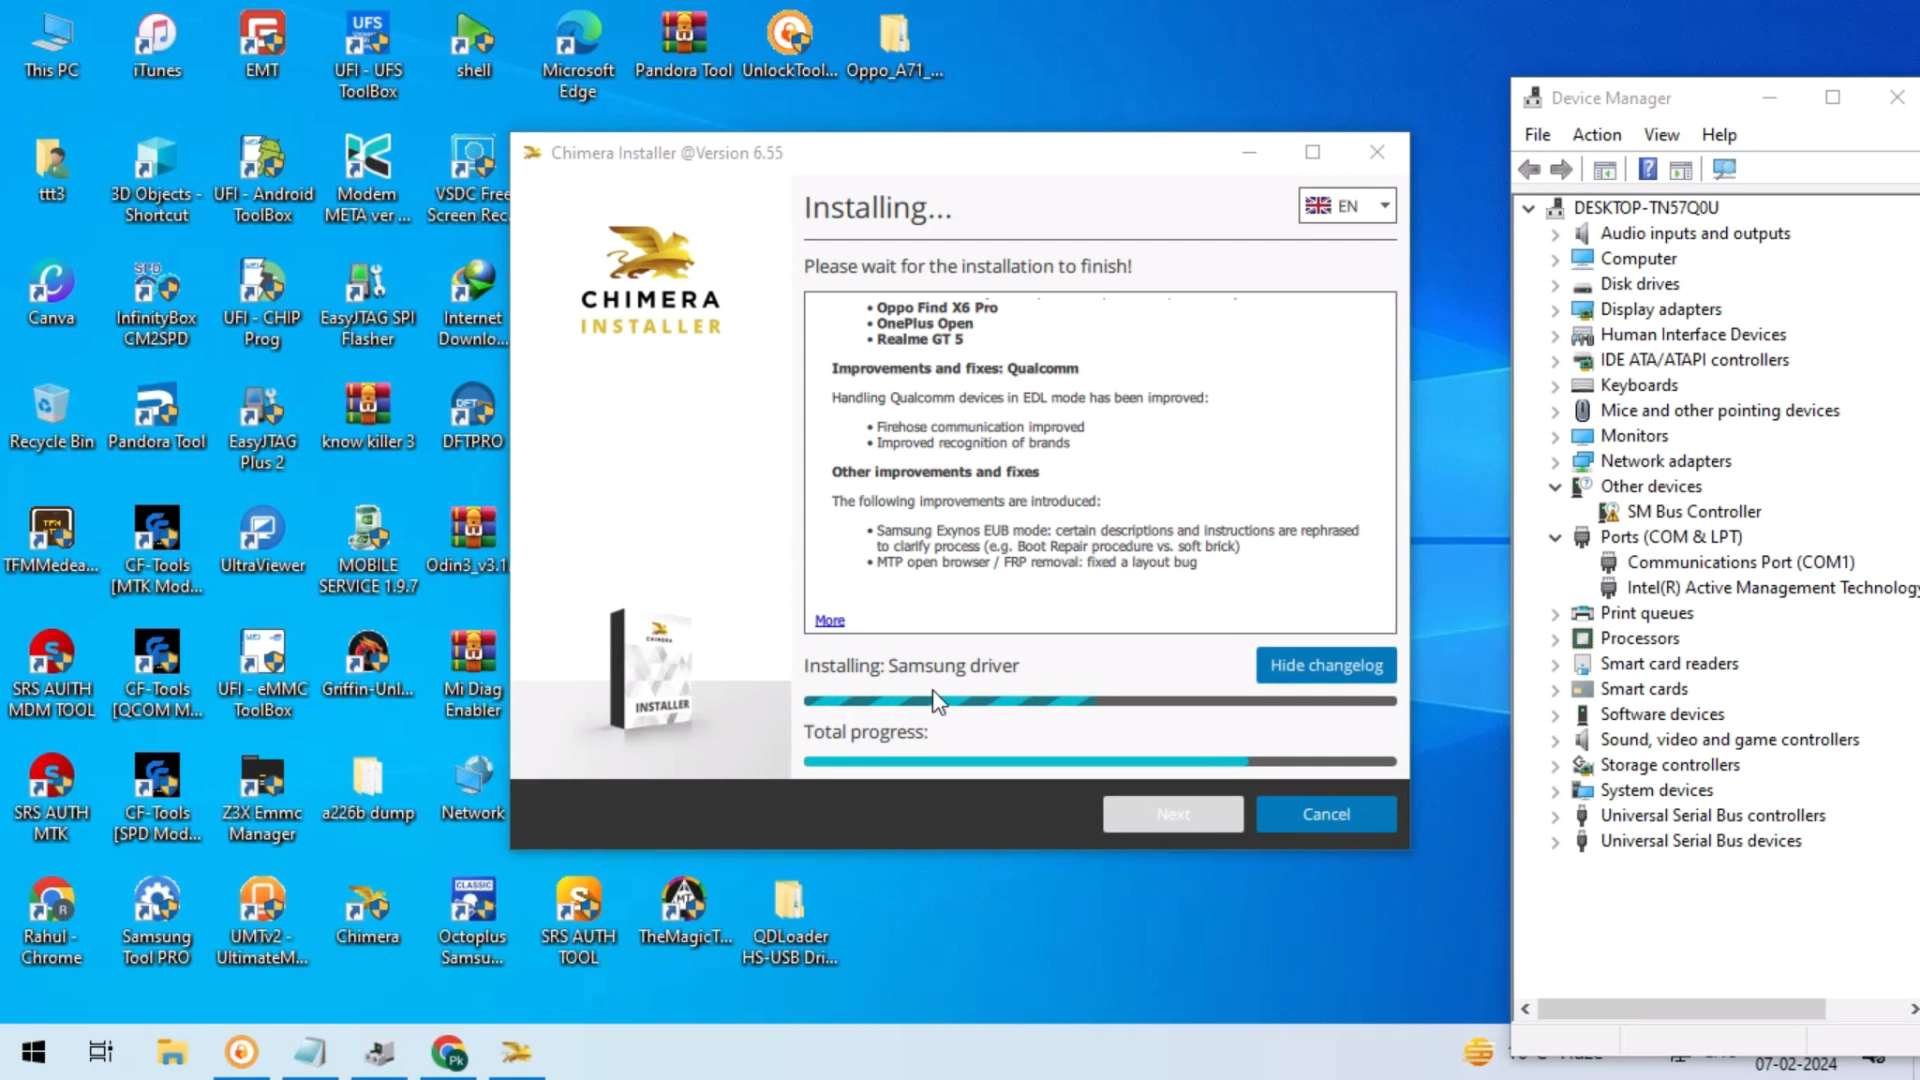 This PC
iTunes
EMT
UFI - UFS
ToolBox
shell
Microsoft
Edge
Pandora Tool
UnlockTool...
Oppo_A71_...
ttt3
3D Objects -
Shortcut
UFI - Android
ToolBox
Modem
META ver ...
VSDC Free
Screen Rec...
Canva
InfinityBox
CM2SPD
UFI - CHIP
Prog
EasyJTAG SPI
Flasher
Internet
Downlo...
Recycle Bin
Pandora Tool
EasyJTAG
Plus 2
know killer 3
DFTPRO
TFMMedea...
CF-Tools
[MTK Mod...
UltraViewer
MOBILE
SERVICE 1.9.7
Odin3_v3.1
SRS AUITH
MDM TOOL
CF-Tools
[QCOM M...
UFI - eMMC
ToolBox
Griffin-Unl...
Mi Diag
Enabler
SRS AUTH
MTK
CF-Tools
[SPD Mod...
Z3X Emmc
Manager
a226b dump
Network
Rahul -
Chrome
Samsung
Tool PRO
UMTv2 -
UltimateM...
Chimera
Octoplus
Samsu...
SRS AUTH
TOOL
TheMagicT...
QDLoader
HS-USB Dri...
Chimera Installer @Version 6.55
CHIMERA
INSTALLER
CHIMERA
INSTALLER
Installing...
EN
Please wait for the installation to finish!
• Oppo Find X6 Pro
• OnePlus Open
• Realme GT 5
Improvements and fixes: Qualcomm
Handling Qualcomm devices in EDL mode has been improved:
• Firehose communication improved
• Improved recognition of brands
Other improvements and fixes
The following improvements are introduced:
• Samsung Exynos EUB mode: certain descriptions and instructions are rephrased
to clarify process (e.g. Boot Repair procedure vs. soft brick)
• MTP open browser / FRP removal: fixed a layout bug
More
Installing: Samsung driver
Hide changelog
Total progress:
Next
Cancel
Device Manager
File Action View Help
DESKTOP-TN57Q0U
Audio inputs and outputs
Computer
Disk drives
Display adapters
Human Interface Devices
IDE ATA/ATAPI controllers
Keyboards
Mice and other pointing devices
Monitors
Network adapters
Other devices
SM Bus Controller
Ports (COM & LPT)
Communications Port (COM1)
Intel(R) Active Management Technology
Print queues
Processors
Smart card readers
Smart cards
Software devices
Sound, video and game controllers
Storage controllers
System devices
Universal Serial Bus controllers
Universal Serial Bus devices
07-02-2024